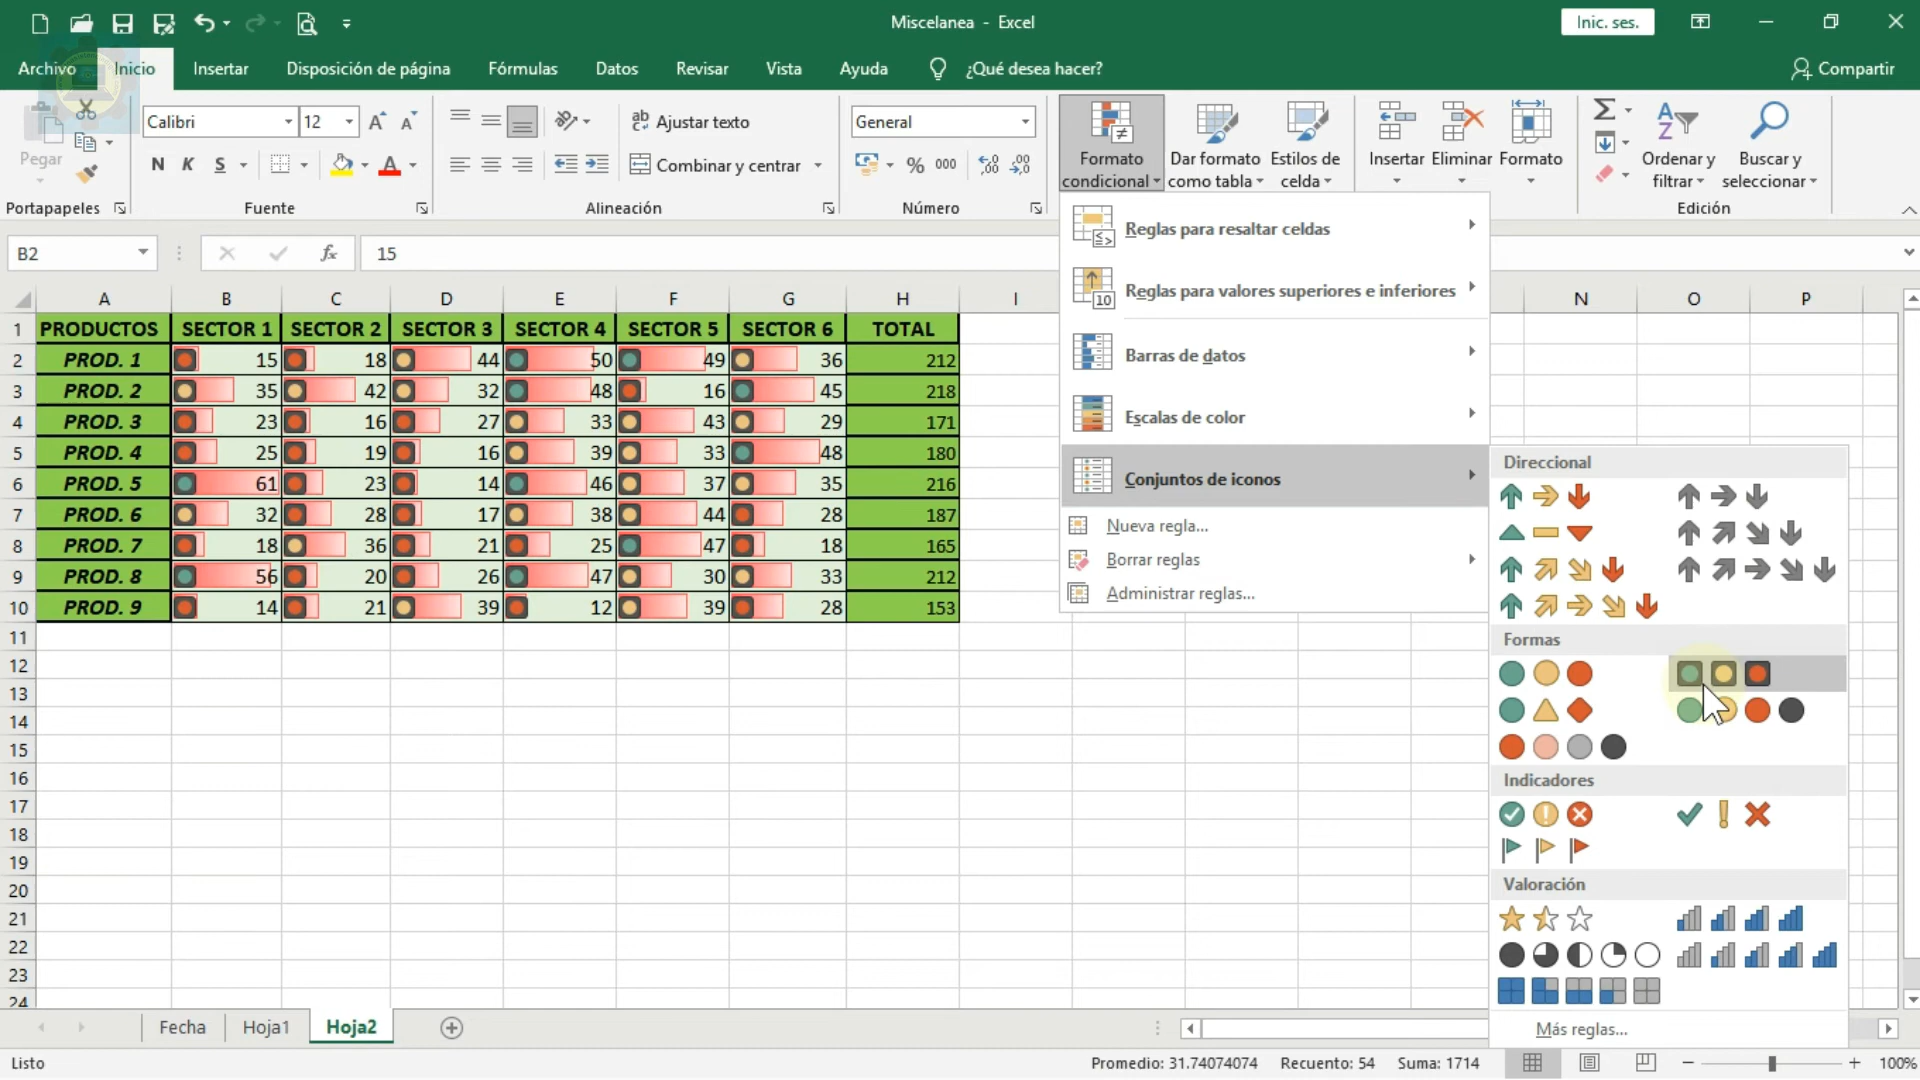 Miscelanea - Excel
Inic. ses.
Archivo Inicio Insertar Disposición de página Fórmulas Datos Revisar Vista Ayuda ¿Qué desea hacer? Compartir
Pegar
Calibri 12
N K S
Ajustar texto
Combinar y centrar
General
% 000
Formato condicional
Dar formato como tabla
Estilos de celda
Insertar Eliminar Formato
Ordenar y filtrar
Buscar y seleccionar
Portapapeles Fuente Alineación Número Edición
B2 fx 15
A B C D E F G H I N O P
1 PRODUCTOS SECTOR 1 SECTOR 2 SECTOR 3 SECTOR 4 SECTOR 5 SECTOR 6 TOTAL
2 PROD. 1 15 18 44 50 49 36 212
3 PROD. 2 35 42 32 48 16 45 218
4 PROD. 3 23 16 27 33 43 29 171
5 PROD. 4 25 19 16 39 33 48 180
6 PROD. 5 61 23 14 46 37 35 216
7 PROD. 6 32 28 17 38 44 28 187
8 PROD. 7 18 36 21 25 47 18 165
9 PROD. 8 56 20 26 47 30 33 212
10 PROD. 9 14 21 39 12 39 28 153
11
12
13
14
15
16
17
18
19
20
21
22
23
24
Reglas para resaltar celdas
Reglas para valores superiores e inferiores
Barras de datos
Escalas de color
Conjuntos de iconos
Nueva regla...
Borrar reglas
Administrar reglas...
Direccional
Formas
Indicadores
Valoración
Más reglas...
Fecha Hoja1 Hoja2
Listo
Promedio: 31.74074074 Recuento: 54 Suma: 1714
100%